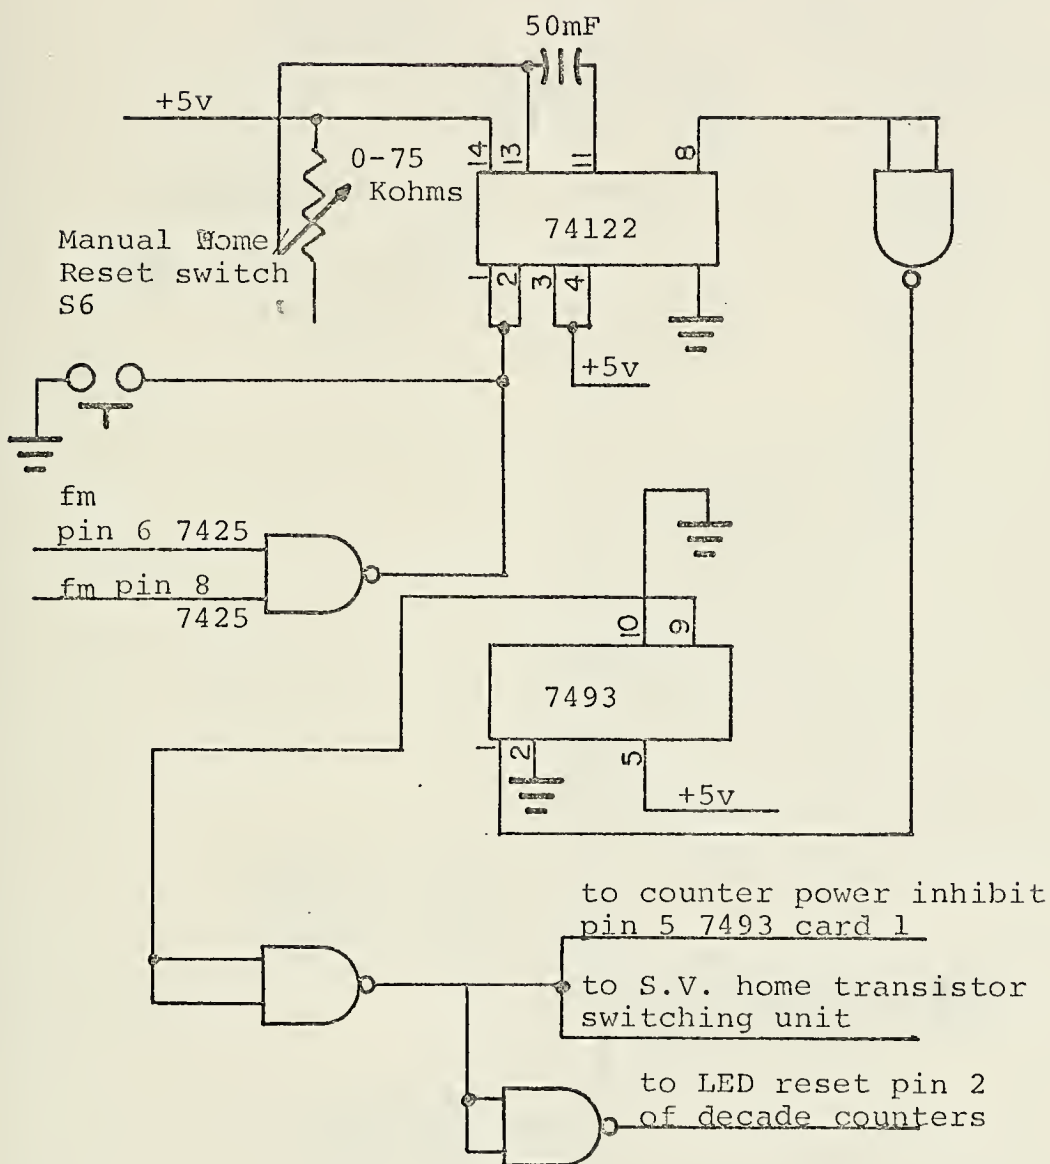 50mF
+5v
14
13
11
8
0-75
Kohms
74122
Manual Home
Reset switch
S6
1
2
3
4
+5v
fm
pin 6 7425
fm pin 8
7425
10
9
7493
1
2
5
+5v
to counter power inhibit
pin 5 7493 card 1
to S.V. home transistor
switching unit
to LED reset pin 2
of decade counters